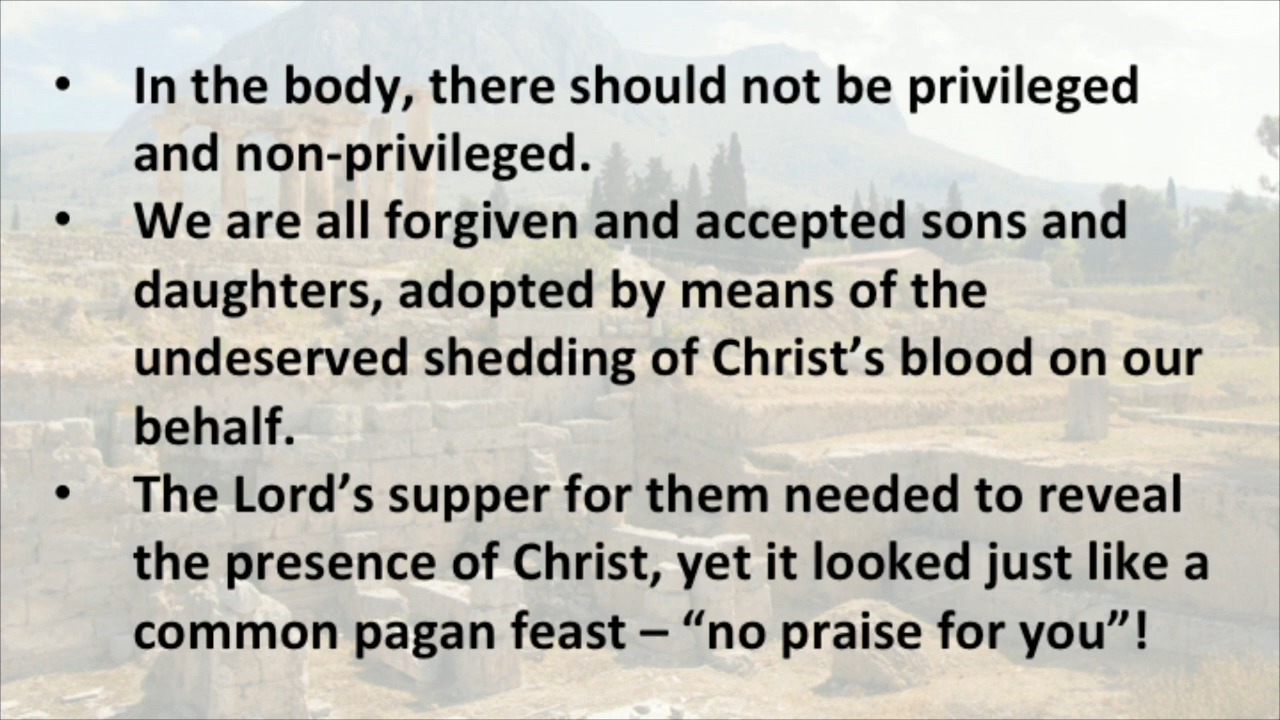 • In the body, there should not be privileged
and non-privileged.
• We are all forgiven and accepted sons and
daughters, adopted by means of the
undeserved shedding of Christ’s blood on our
behalf.
• The Lord’s supper for them needed to reveal
the presence of Christ, yet it looked just like a
common pagan feast – “no praise for you”!